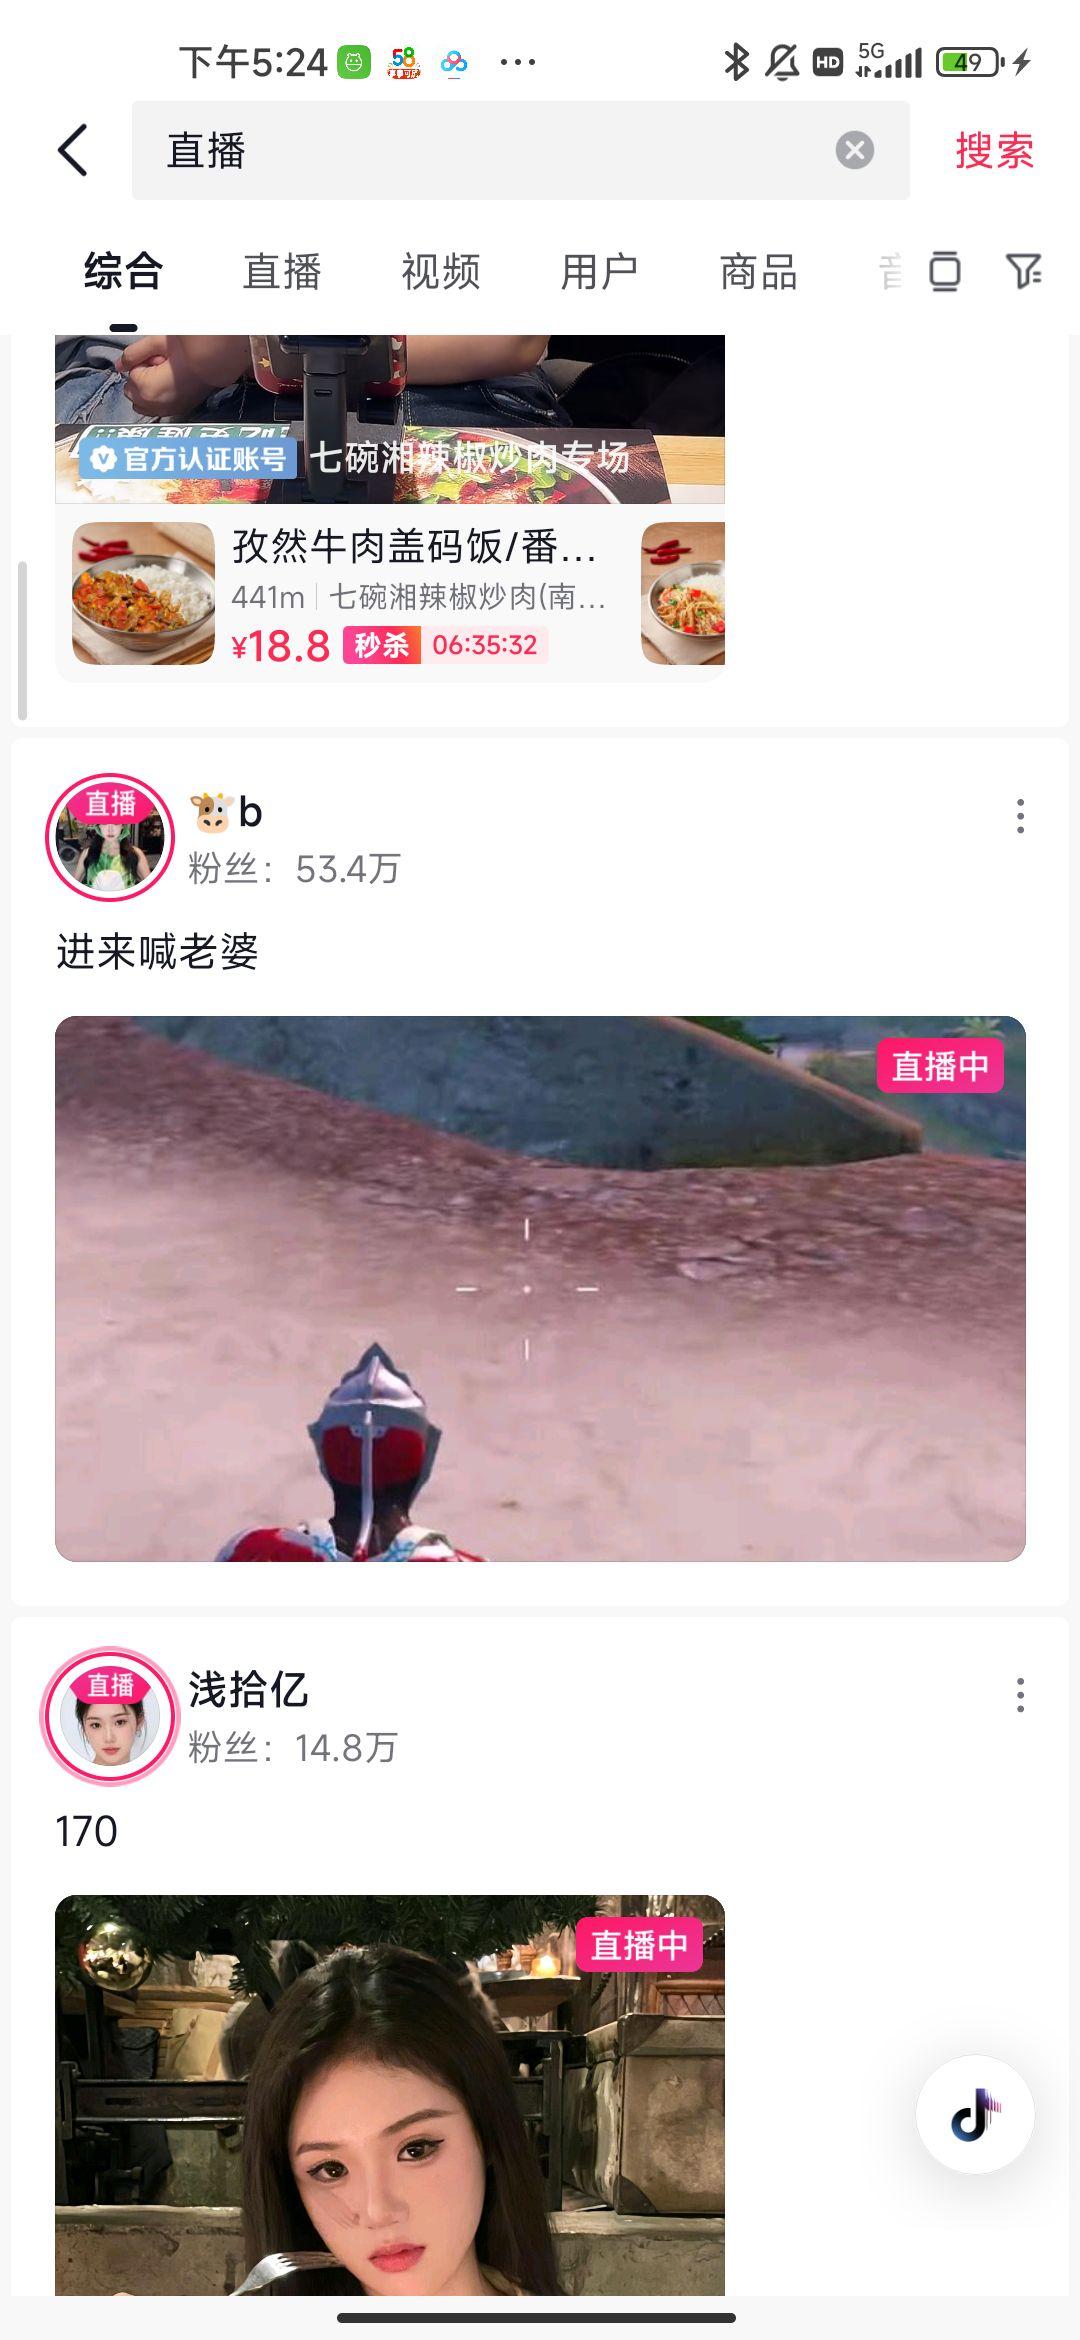 下午5:24
58
HD
5G
49
直播
搜索
综合
直播
视频
用户
商品
官方认证账号
七碗湘辣椒炒肉专场
孜然牛肉盖码饭/番...
441m
七碗湘辣椒炒肉(南...
¥18.8
秒杀
06:35:32
直播
b
粉丝：53.4万
进来喊老婆
直播中
直播
浅拾亿
粉丝：14.8万
170
直播中